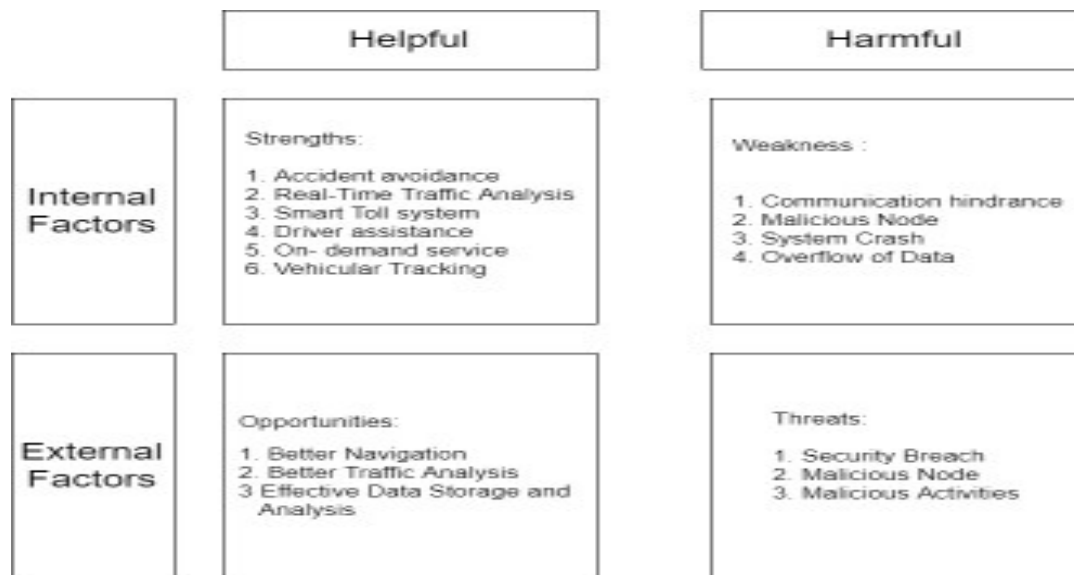 Helpful
Harmful
Internal
Factors
Strengths:
1. Accident avoidance
2. Real-Time Traffic Analysis
3. Smart Toll system
4. Driver assistance
5. On- demand service
6. Vehicular Tracking
Weakness :
1. Communication hindrance
2. Malicious Node
3. System Crash
4. Overflow of Data
External
Factors
Opportunities:
1. Better Navigation
2. Better Traffic Analysis
3 Effective Data Storage and
Analysis
Threats:
1. Security Breach
2. Malicious Node
3. Malicious Activities